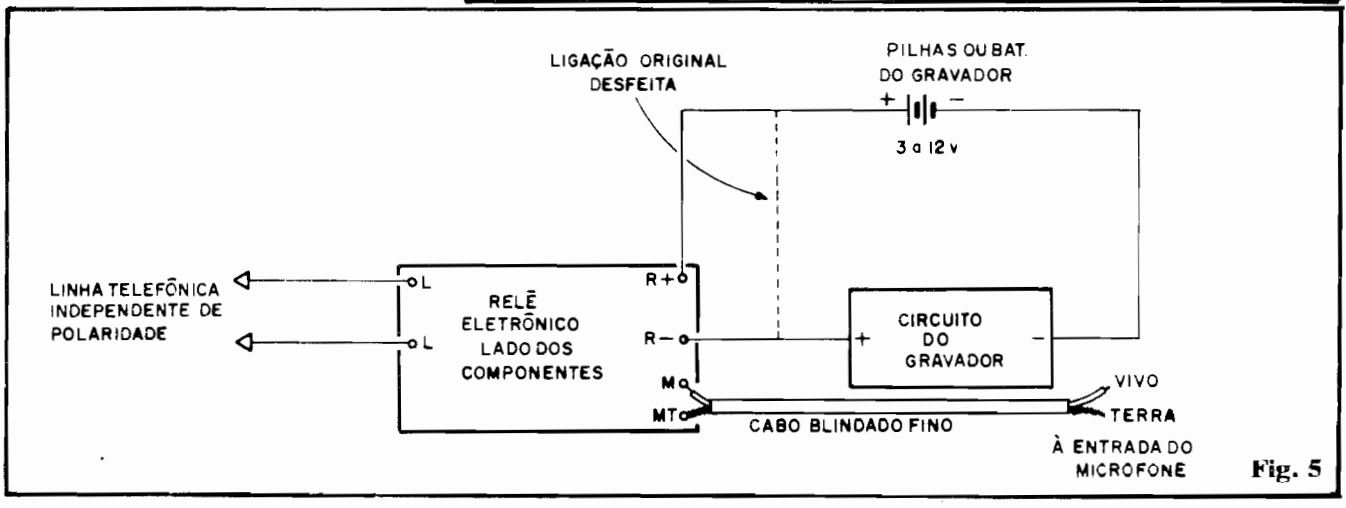 LIGAÇÃO ORIGINAL
DESFEITA
PILHAS OU BAT.
DO GRAVADOR
+ −
3 a 12 v
LINHA TELEFÔNICA
INDEPENDENTE DE
POLARIDADE
L
L
RELÊ
ELETRÔNICO
LADO DOS
COMPONENTES
R+
R−
M
MT
+ CIRCUITO −
DO
GRAVADOR
CABO BLINDADO FINO
VIVO
TERRA
À ENTRADA DO
MICROFONE
Fig. 5